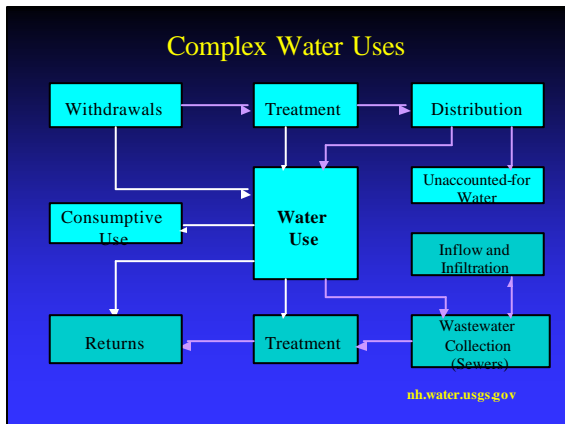 Complex Water Uses
Withdrawals
Treatment
Distribution
Unaccounted-for
Water
Consumptive
Use
Water
Use
Inflow and
Infiltration
Returns
Treatment
Wastewater
Collection
(Sewers)
nh.water.usgs.gov